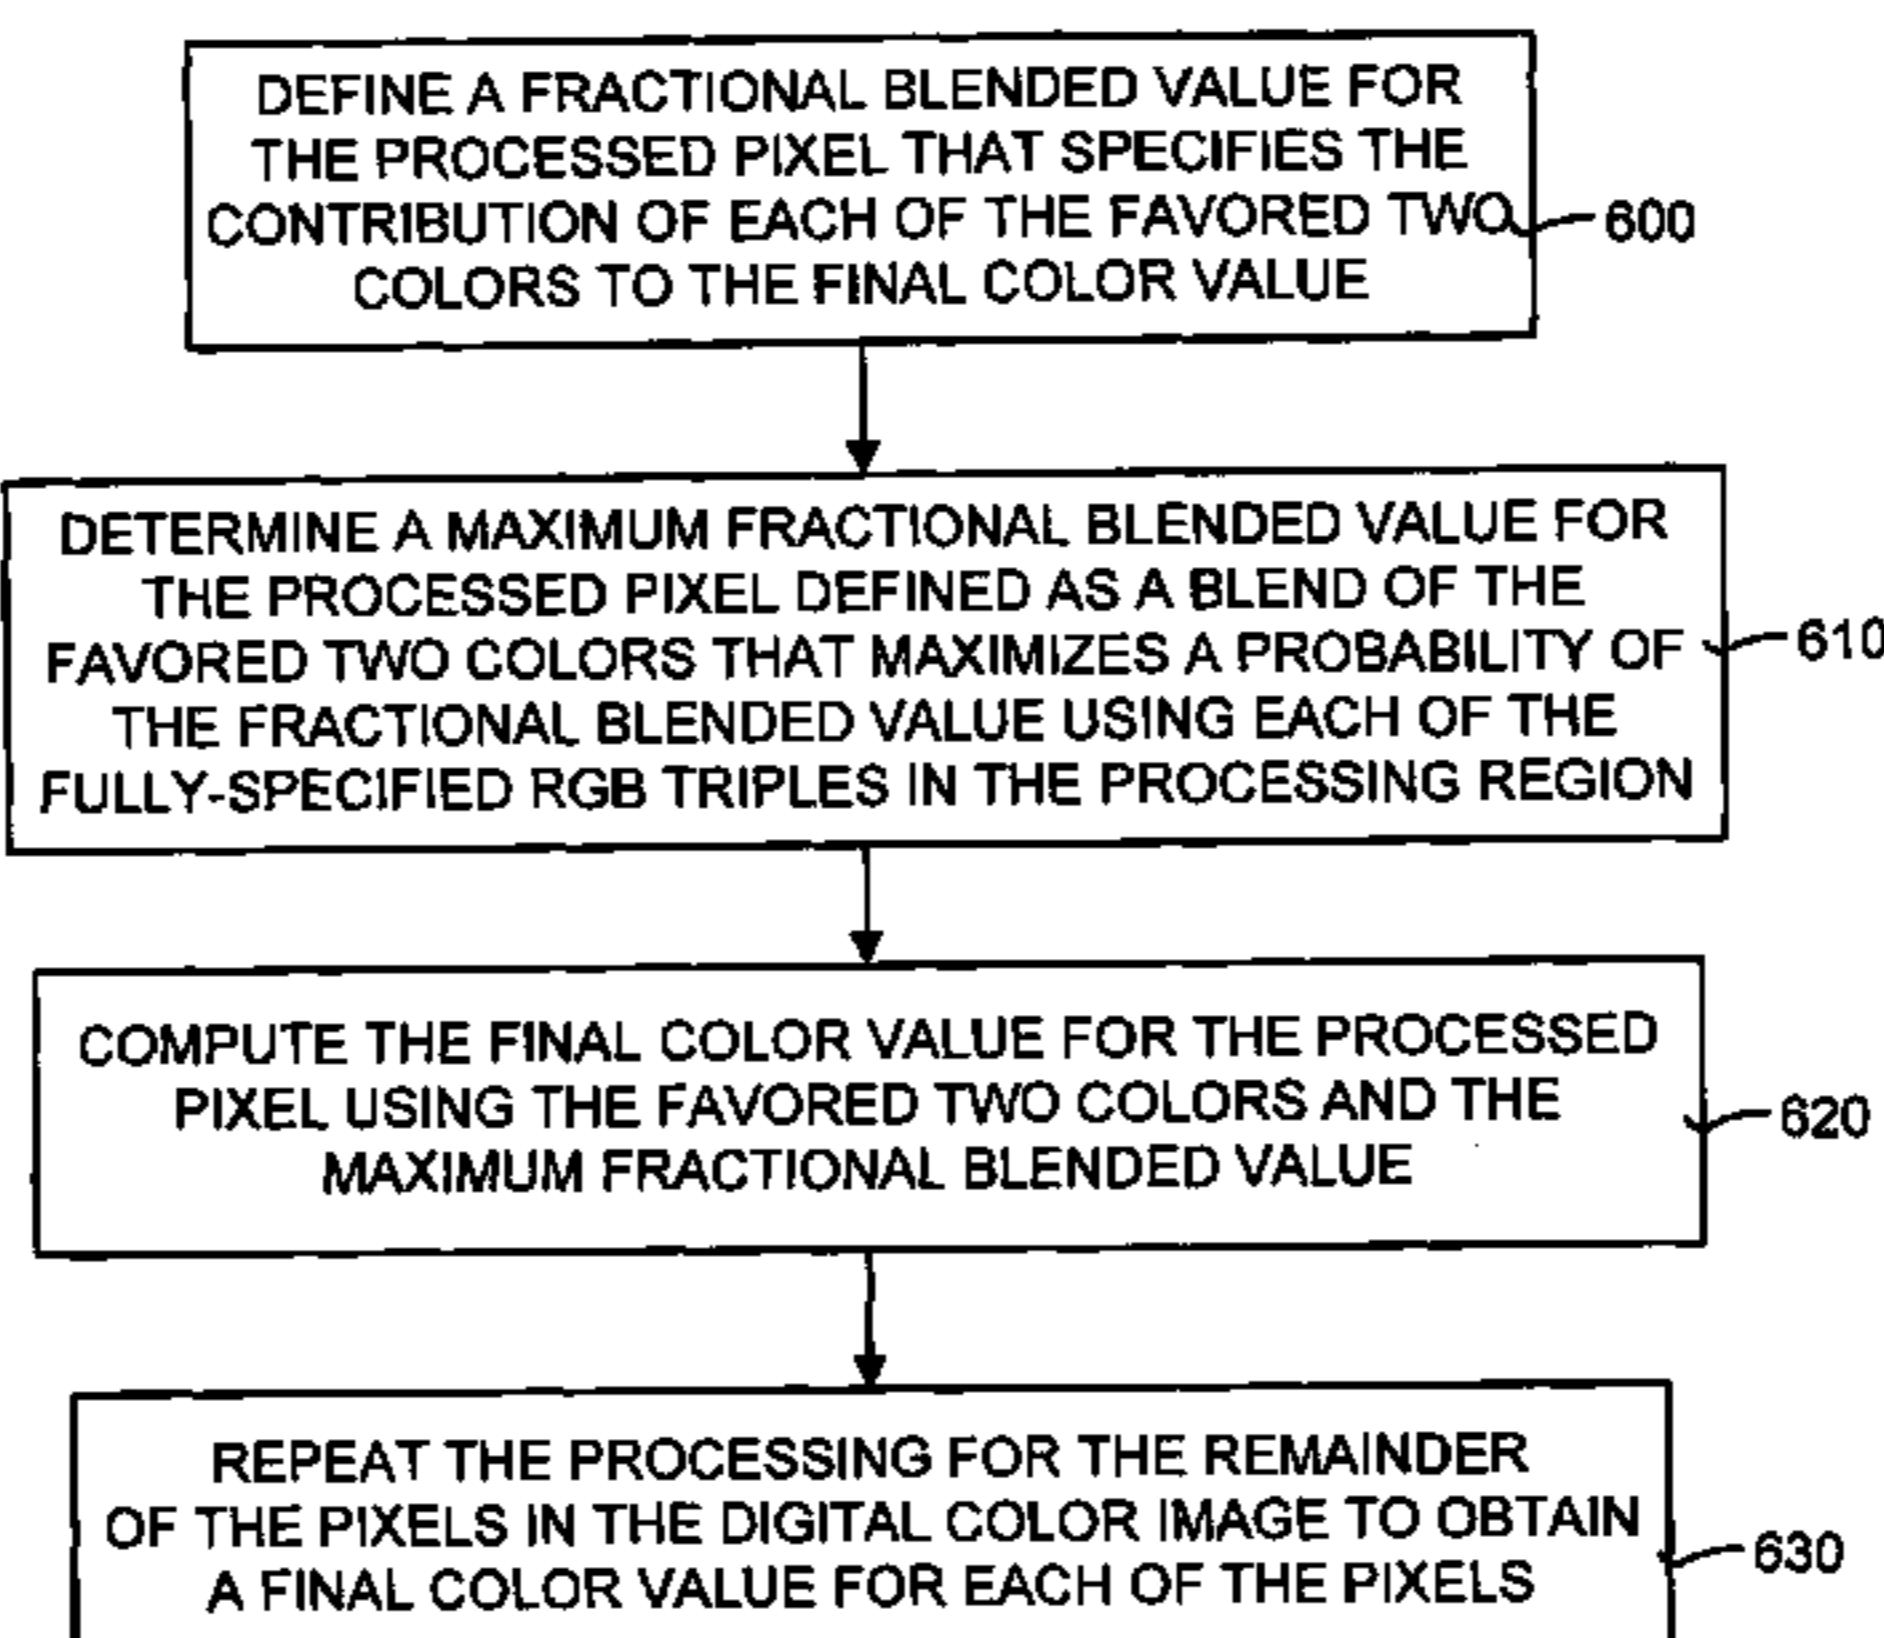 DEFINE A FRACTIONAL BLENDED VALUE FOR
THE PROCESSED PIXEL THAT SPECIFIES THE
CONTRIBUTION OF EACH OF THE FAVORED TWO
COLORS TO THE FINAL COLOR VALUE
600
DETERMINE A MAXIMUM FRACTIONAL BLENDED VALUE FOR
THE PROCESSED PIXEL DEFINED AS A BLEND OF THE
FAVORED TWO COLORS THAT MAXIMIZES A PROBABILITY OF
THE FRACTIONAL BLENDED VALUE USING EACH OF THE
FULLY-SPECIFIED RGB TRIPLES IN THE PROCESSING REGION
610
COMPUTE THE FINAL COLOR VALUE FOR THE PROCESSED
PIXEL USING THE FAVORED TWO COLORS AND THE
MAXIMUM FRACTIONAL BLENDED VALUE
620
REPEAT THE PROCESSING FOR THE REMAINDER
OF THE PIXELS IN THE DIGITAL COLOR IMAGE TO OBTAIN
A FINAL COLOR VALUE FOR EACH OF THE PIXELS
630